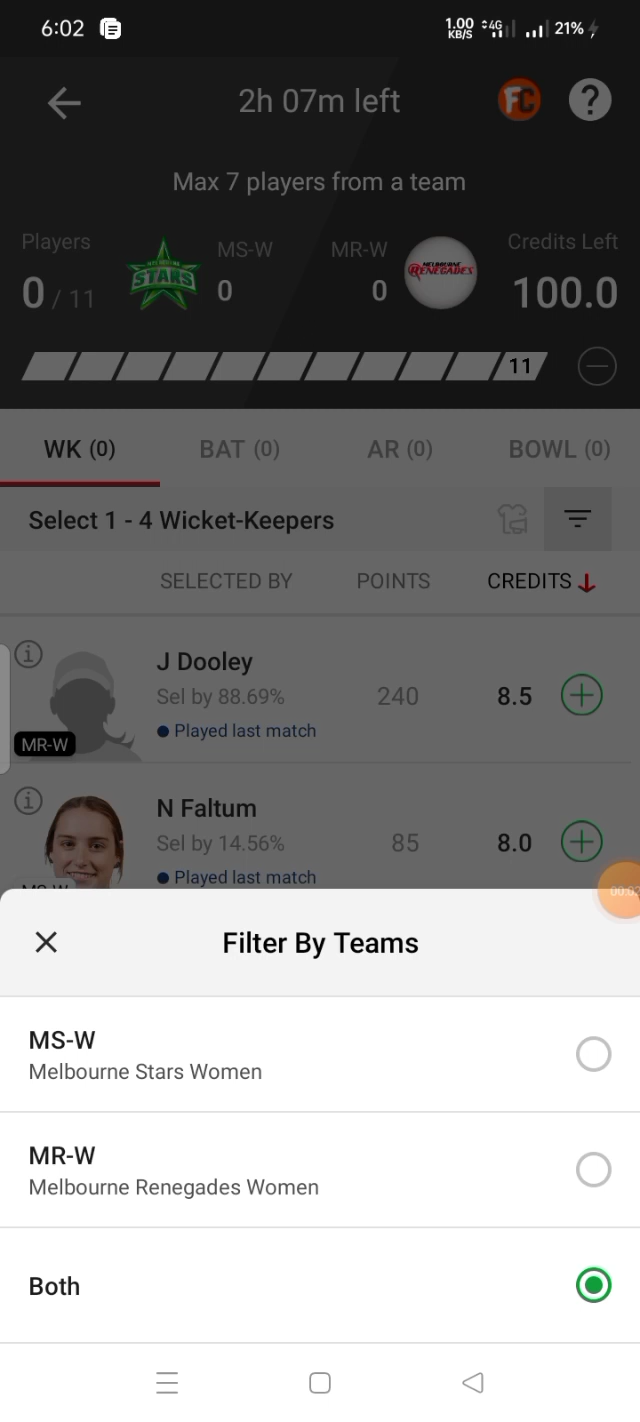 6:02
1.00 KB/S 4G 21%
2h 07m left
FC ?
Max 7 players from a team
Players MS-W MR-W Credits Left
0 / 11 STARS 0 0 MELBOURNE RENEGADES 100.0
11
WK (0) BAT (0) AR (0) BOWL (0)
Select 1 - 4 Wicket-Keepers
SELECTED BY POINTS CREDITS
i
J Dooley
Sel by 88.69% 240 8.5
MR-W
Played last match
i
N Faltum
Sel by 14.56% 85 8.0
MS-W
Played last match
Filter By Teams
MS-W
Melbourne Stars Women
MR-W
Melbourne Renegades Women
Both